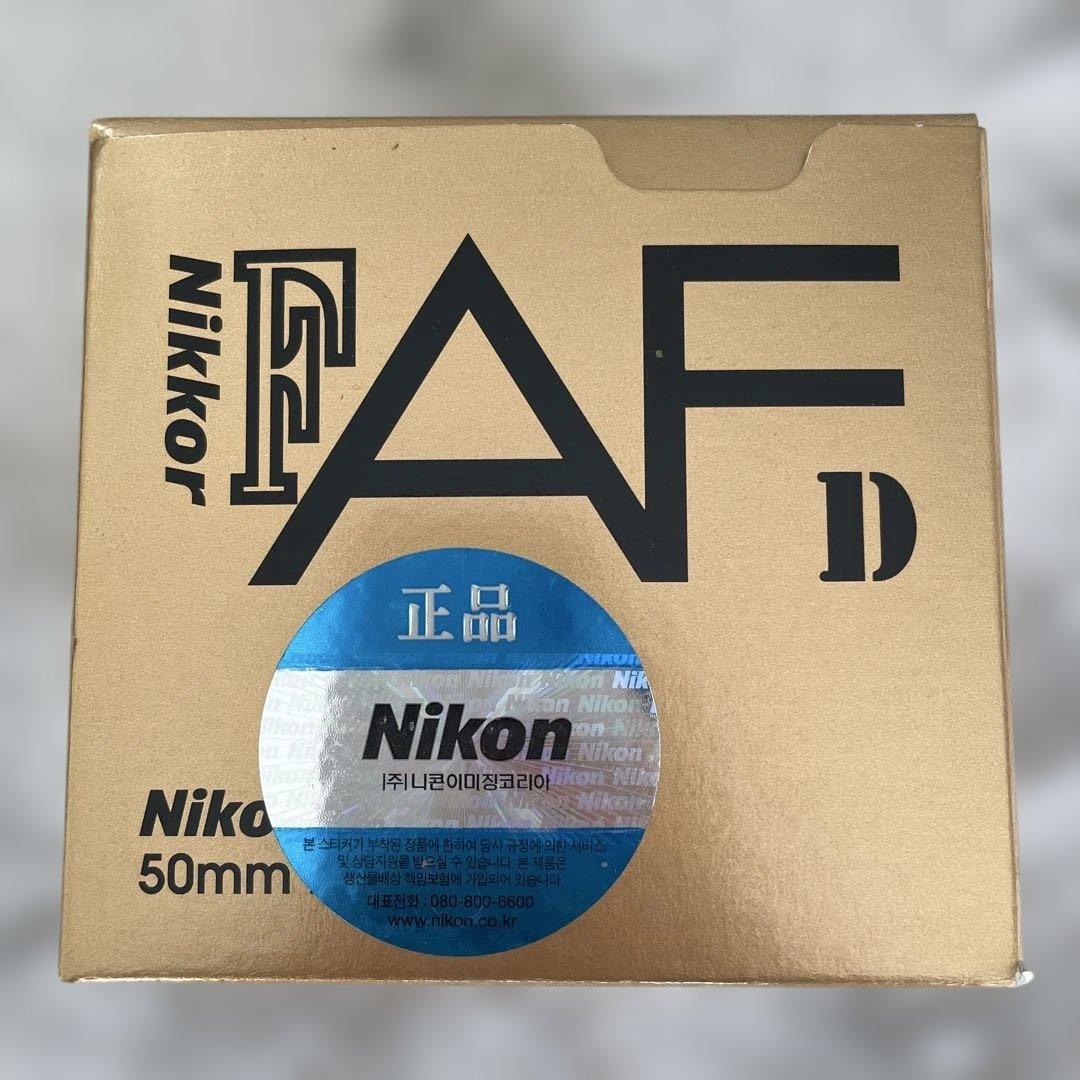 Nikkor
F AF
D
正品
Nikon
|주|니콘이미징코리아
본 스티커가 부착된 정품에 한하여 당사 규정에 의한 서비스
및 상담지원을 받으실 수 있습니다. 본 제품은
생산물배상 책임보험에 가입되어 있습니다.
대표전화 : 080-800-6600
www.nikon.co.kr
Niko
50mm